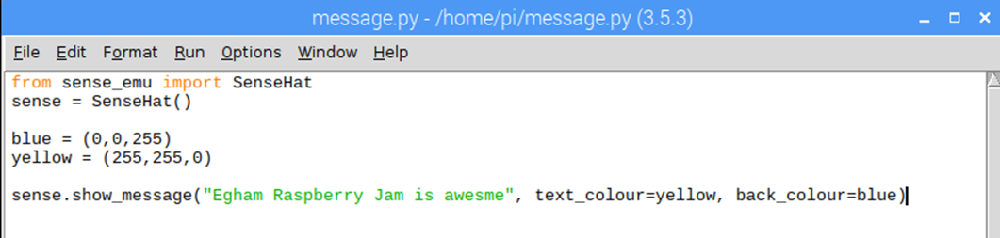 message.py - /home/pi/message.py (3.5.3)
File Edit Format Run Options Window Help
from sense_emu import SenseHat
sense = SenseHat()
blue = (0,0,255)
yellow = (255,255,0)
sense.show_message("Egham Raspberry Jam is awesme", text_colour=yellow, back_colour=blue)